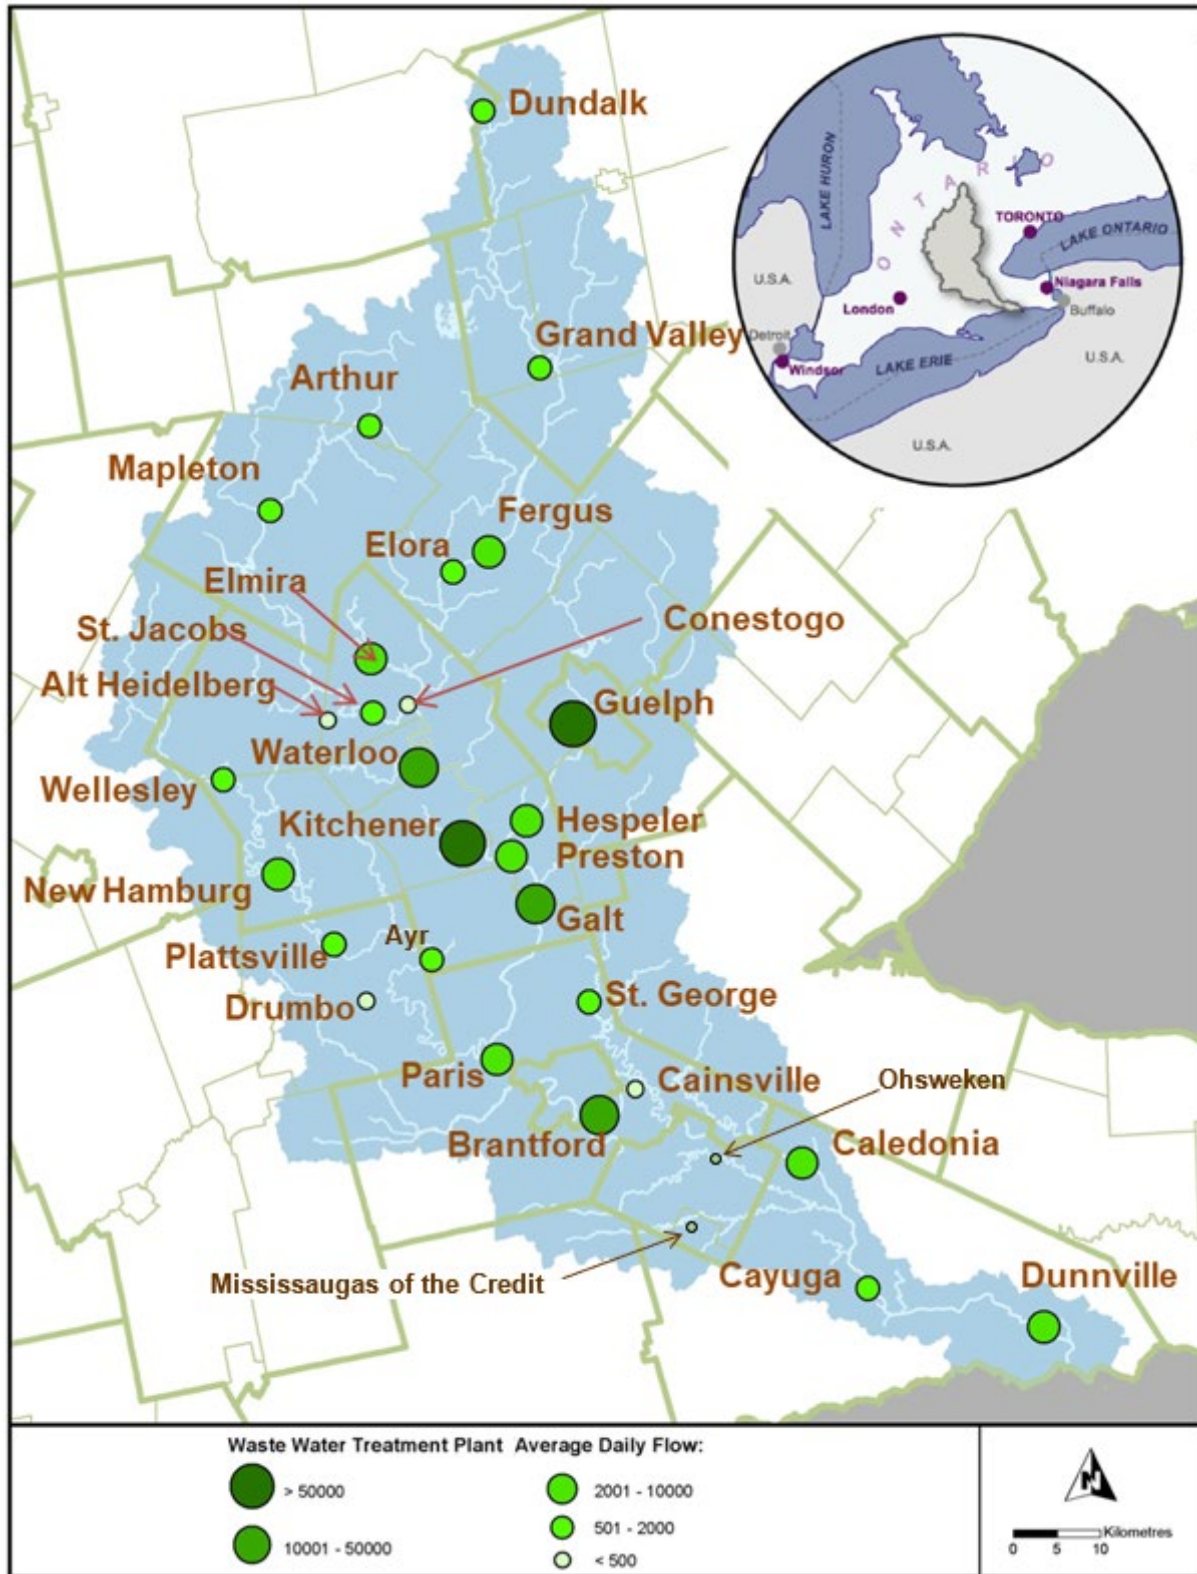 Dundalk
Grand Valley
Arthur
Mapleton
Fergus
Elora
Elmira
St. Jacobs
Conestogo
Alt Heidelberg
Guelph
Waterloo
Wellesley
Kitchener
Hespeler
Preston
New Hamburg
Galt
Ayr
Plattsville
St. George
Drumbo
Paris
Cainsville
Ohsweken
Brantford
Caledonia
Mississaugas of the Credit
Cayuga
Dunnville
LAKE HURON
ONTARIO
TORONTO
LAKE ONTARIO
U.S.A.
Niagara Falls
London
Buffalo
Detroit
Windsor
LAKE ERIE
U.S.A.
U.S.A.
Waste Water Treatment Plant Average Daily Flow:
> 50000
10001 - 50000
2001 - 10000
501 - 2000
< 500
N
Kilometres
0 5 10